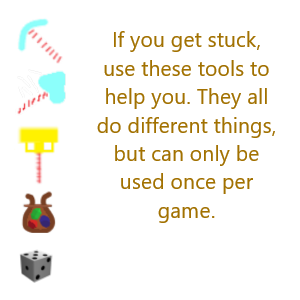 If you get stuck,
use these tools to
help you. They all
do different things,
but can only be
used once per
game.